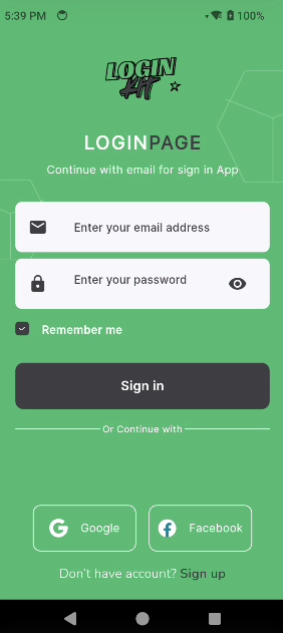 5:39 PM 100%
LOGIN
Kit
LOGINPAGE
Continue with email for sign in App
Enter your email address
Enter your password
Remember me
Sign in
Or Continue with
Google
Facebook
Don't have account? Sign up